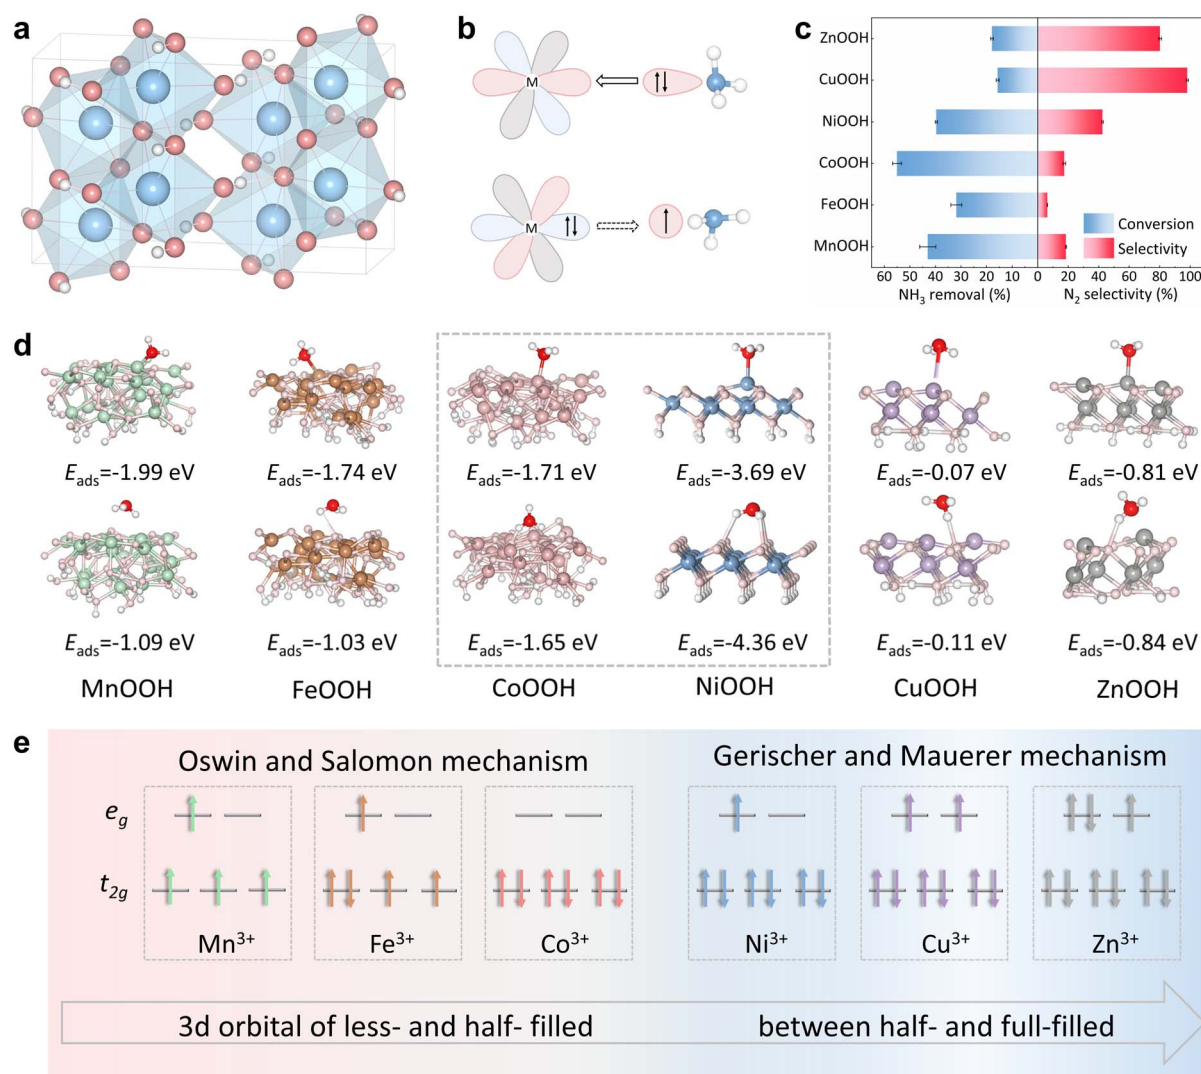 a
b
M
M
c
ZnOOH
CuOOH
NiOOH
CoOOH
FeOOH
MnOOH
Conversion
Selectivity
60 50 40 30 20 10 0 20 40 60 80 100
NH3 removal (%) N2 selectivity (%)
d
Eads=-1.99 eV Eads=-1.74 eV Eads=-1.71 eV Eads=-3.69 eV Eads=-0.07 eV Eads=-0.81 eV
Eads=-1.09 eV Eads=-1.03 eV Eads=-1.65 eV Eads=-4.36 eV Eads=-0.11 eV Eads=-0.84 eV
MnOOH FeOOH CoOOH NiOOH CuOOH ZnOOH
e
Oswin and Salomon mechanism Gerischer and Mauerer mechanism
eg
t2g
Mn3+ Fe3+ Co3+ Ni3+ Cu3+ Zn3+
3d orbital of less- and half- filled between half- and full-filled